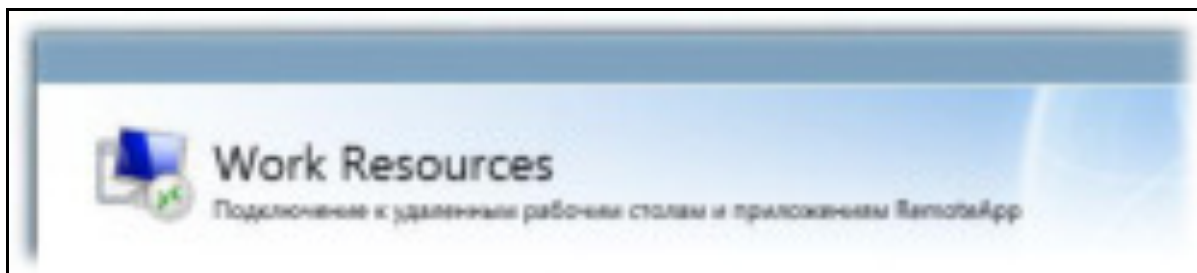 Work Resources
Подключение к удаленным рабочим столам и приложениям RemoteApp